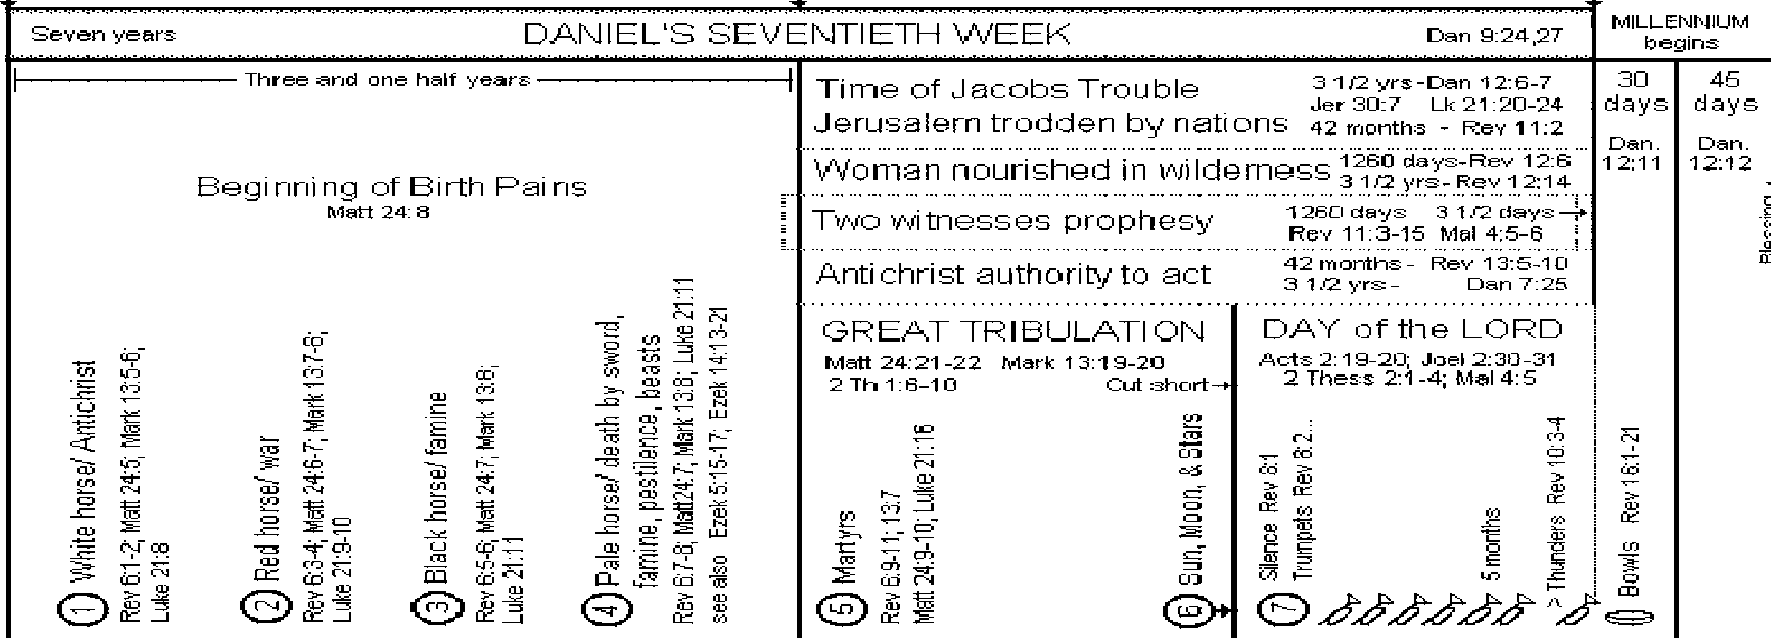 Seven years
DANIEL'S SEVENTIETH WEEK
Dan 9:24,27
MILLENNIUM
begins
Three and one half years
Beginning of Birth Pains
Matt 24:8
Time of Jacobs Trouble
3 1/2 yrs-Dan 12:6-7
Jer 30:7 Lk 21:20-24
Jerusalem trodden by nations
42 months - Rev 11:2
Woman nourished in wilderness
1260 days-Rev 12:6
3 1/2 yrs-Rev 12:14
Two witnesses prophesy
1260 days 3 1/2 days
Rev 11:3-15 Mal 4:5-6
Antichrist authority to act
42 months- Rev 13:5-10
3 1/2 yrs- Dan 7:25
30
days
Dan.
12:11
45
days
Dan.
12:12
Blessing
GREAT TRIBULATION
Matt 24:21-22 Mark 13:19-20
2 Th 1:6-10 Cut short
DAY of the LORD
Acts 2:19-20; Joel 2:30-31
2 Thess 2:1-4; Mal 4:5
1 White horse/ Antichrist
Rev 6:1-2; Matt 24:5; Mark 13:5-6;
Luke 21:8
2 Red horse/ war
Rev 6:3-4; Matt 24:6-7; Mark 13:7-8;
Luke 21:9-10
3 Black horse/ famine
Rev 6:5-6; Matt 24:7; Mark 13:8;
Luke 21:11
4 Pale horse/ death by sword,
famine, pestilence, beasts
Rev 6:7-8; Matt24:7; Mark 13:8; Luke 21:11
see also Ezek 5:15-17; Ezek 14:13-21
5 Martyrs
Rev 6:9-11; 13:7
Matt 24:9-10; Luke 21:16
6 Sun, Moon, & Stars
7 Silence Rev 8:1
Trumpets Rev 8:2...
5 months
> Thunders Rev 10:3-4
Bowls Rev 16:1-21